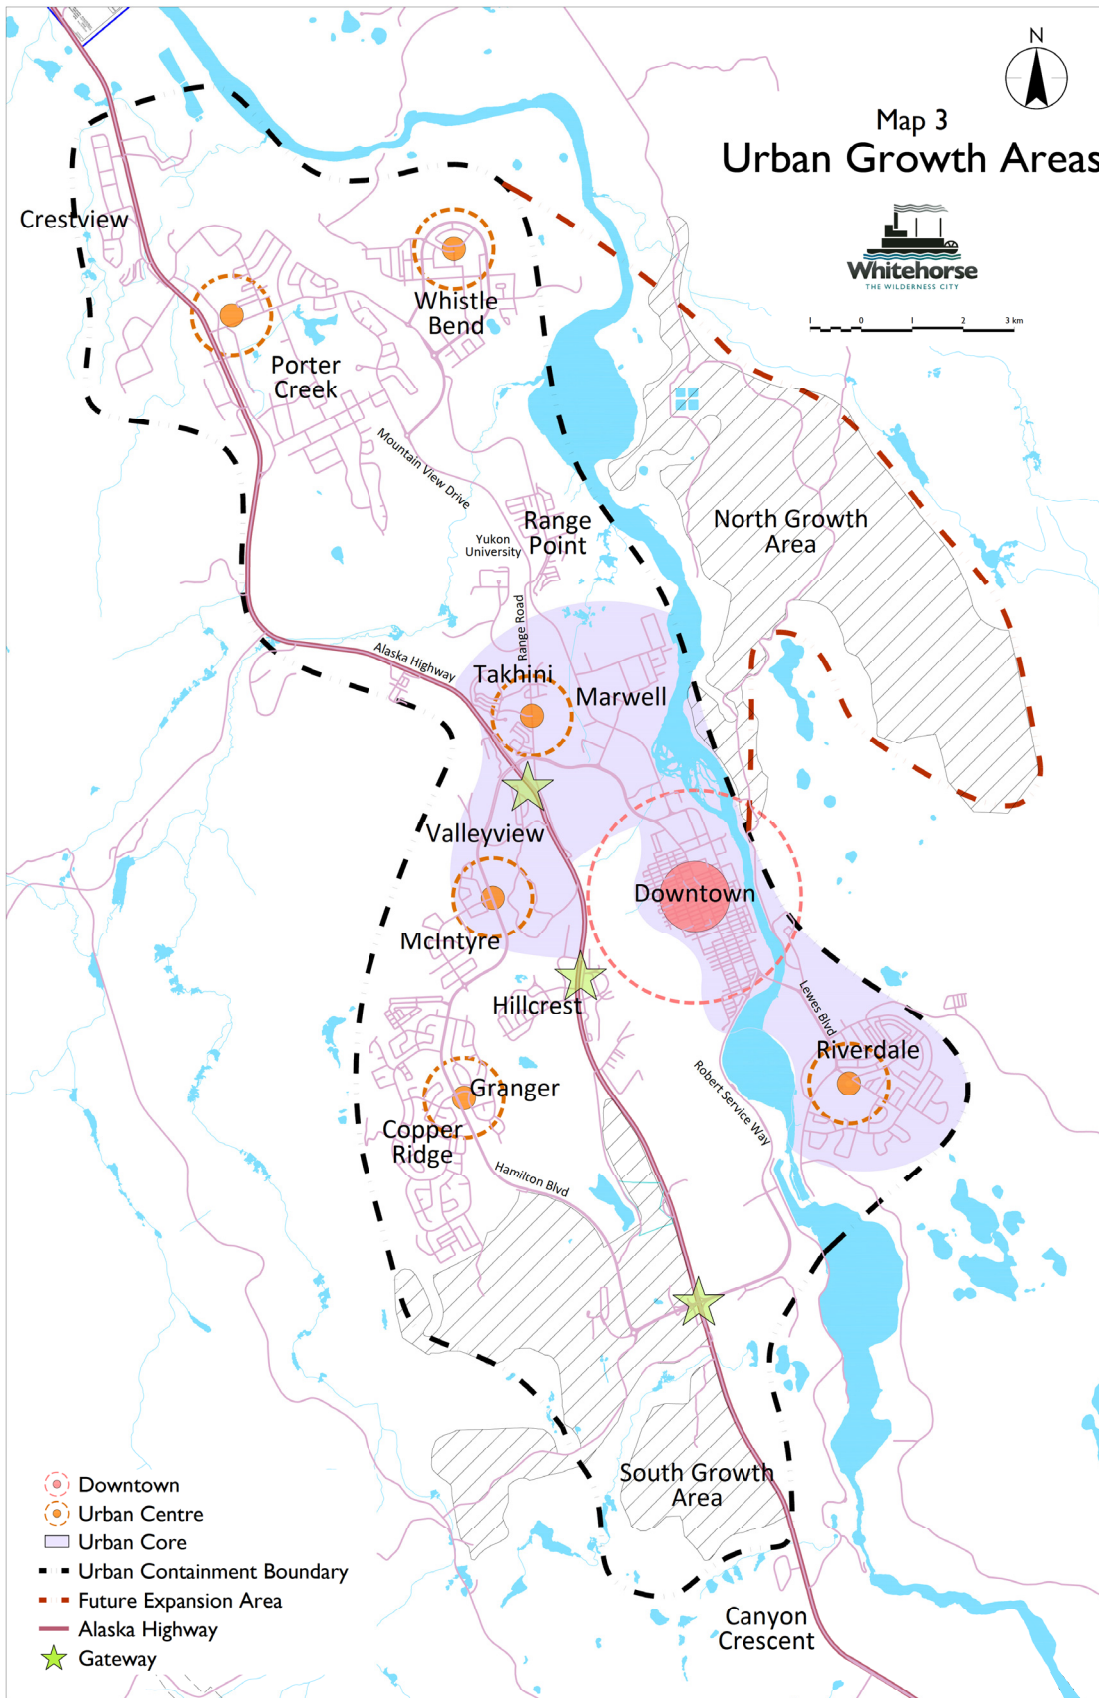 N
Map 3
Urban Growth Areas
Whitehorse
THE WILDERNESS CITY
1 0 1 2 3 km
Crestview
Whistle
Bend
Porter
Creek
Mountain View Drive
Range
Point
Yukon
University
North Growth
Area
Range Road
Alaska Highway
Takhini
Marwell
Valleyview
Downtown
McIntyre
Hillcrest
Lewes Blvd
Riverdale
Robert Service Way
Granger
Copper
Ridge
Hamilton Blvd
South Growth
Area
Canyon
Crescent
Downtown
Urban Centre
Urban Core
Urban Containment Boundary
Future Expansion Area
Alaska Highway
Gateway